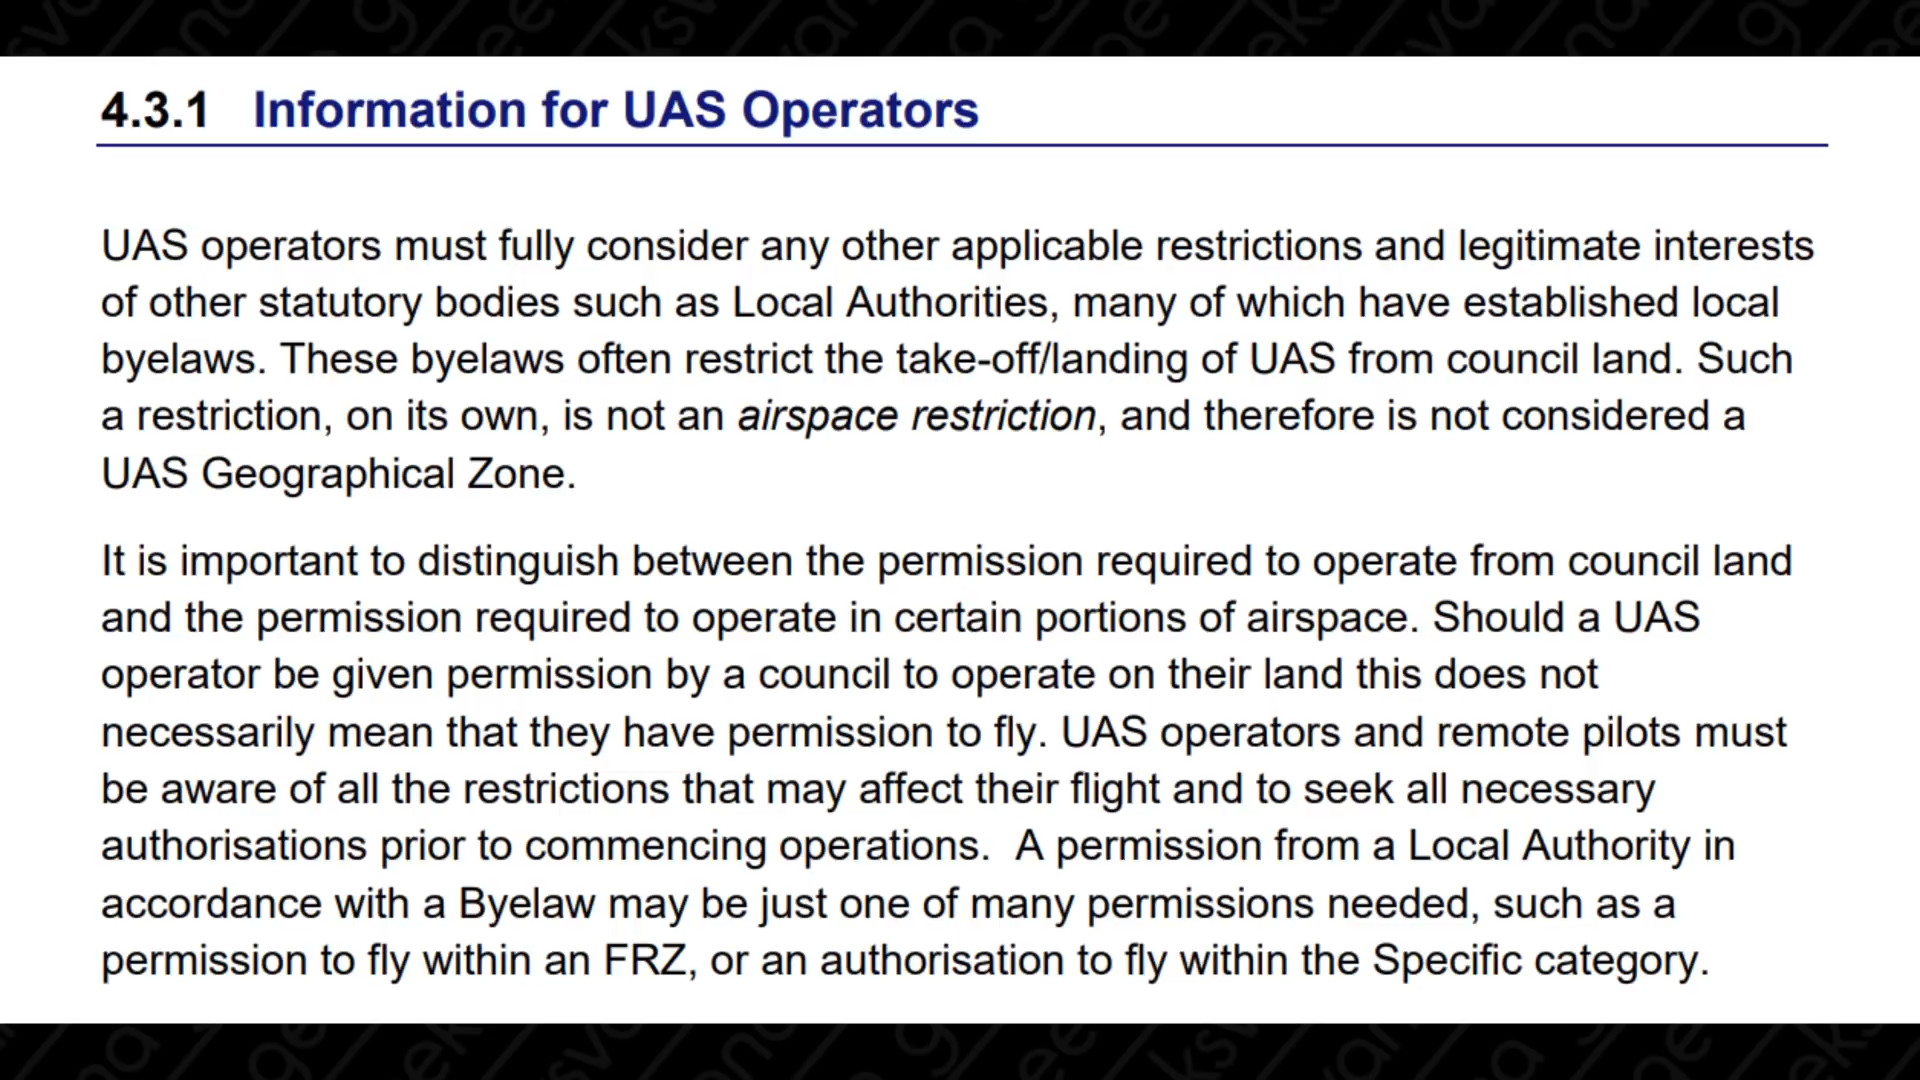 4.3.1 Information for UAS Operators
UAS operators must fully consider any other applicable restrictions and legitimate interests
of other statutory bodies such as Local Authorities, many of which have established local
byelaws. These byelaws often restrict the take-off/landing of UAS from council land. Such
a restriction, on its own, is not an airspace restriction, and therefore is not considered a
UAS Geographical Zone.
It is important to distinguish between the permission required to operate from council land
and the permission required to operate in certain portions of airspace. Should a UAS
operator be given permission by a council to operate on their land this does not
necessarily mean that they have permission to fly. UAS operators and remote pilots must
be aware of all the restrictions that may affect their flight and to seek all necessary
authorisations prior to commencing operations.  A permission from a Local Authority in
accordance with a Byelaw may be just one of many permissions needed, such as a
permission to fly within an FRZ, or an authorisation to fly within the Specific category.